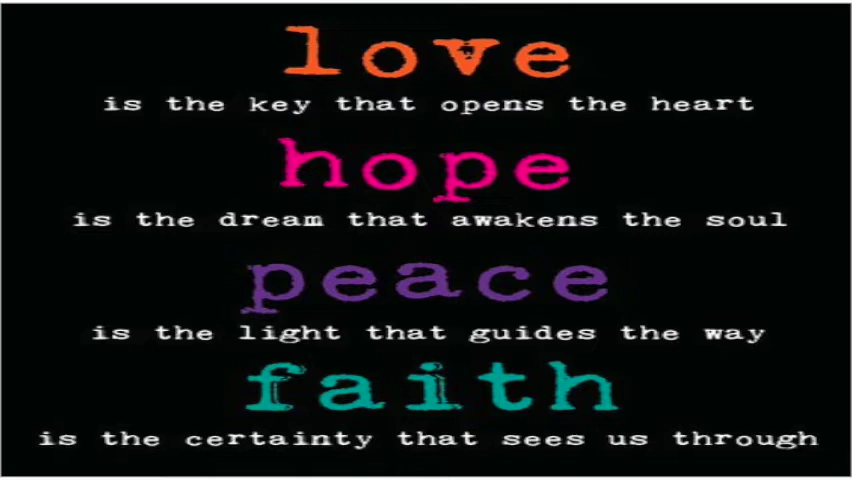 love
is the key that opens the heart
hope
is the dream that awakens the soul
peace
is the light that guides the way
faith
is the certainty that sees us through